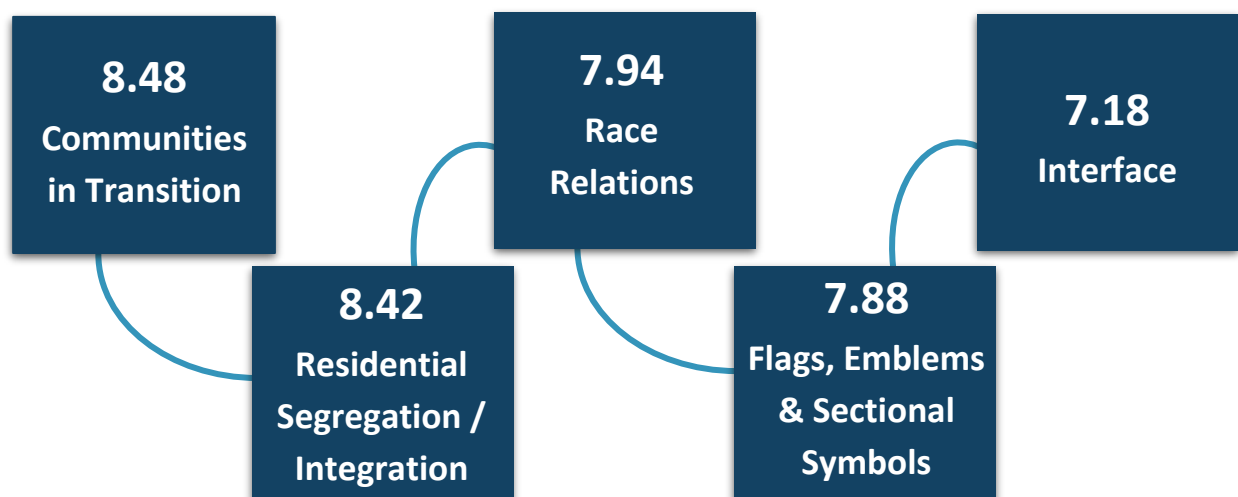 8.48
Communities
in Transition
8.42
Residential
Segregation /
Integration
7.94
Race
Relations
7.88
Flags, Emblems
& Sectional
Symbols
7.18
Interface